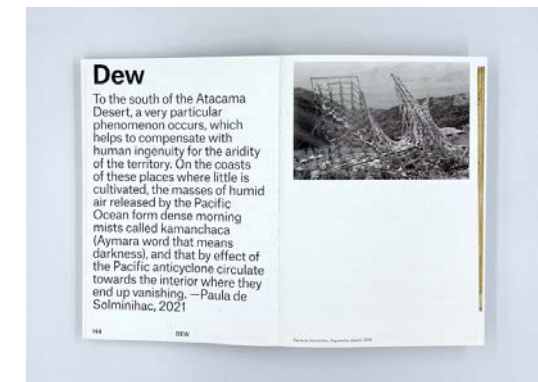 Dew
To the south of the Atacama
Desert, a very particular
phenomenon occurs, which
helps to compensate with
human ingenuity for the aridity
of the territory. On the coasts
of these places where little is
cultivated, the masses of humid
air released by the Pacific
Ocean form dense morning
mists called kamanchaca
(Aymara word that means
darkness), and that by effect of
the Pacific anticyclone circulate
towards the interior where they
end up vanishing. —Paula de
Solminihac, 2021
DEW
Paula de Solminihac,